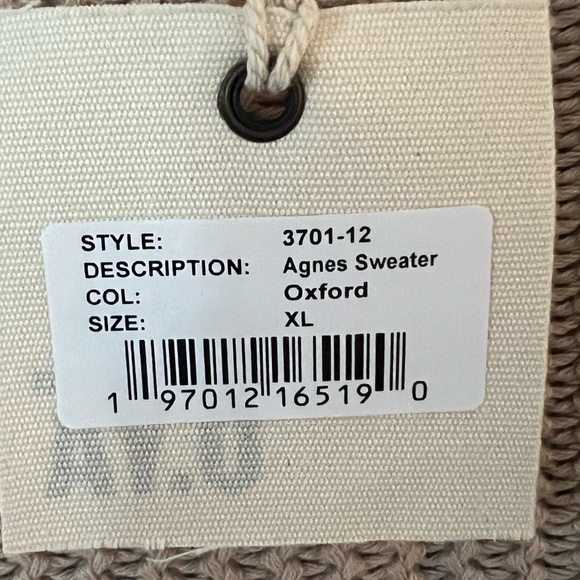 STYLE: 3701-12
DESCRIPTION: Agnes Sweater
COL: Oxford
SIZE: XL
1 97012 16519 0